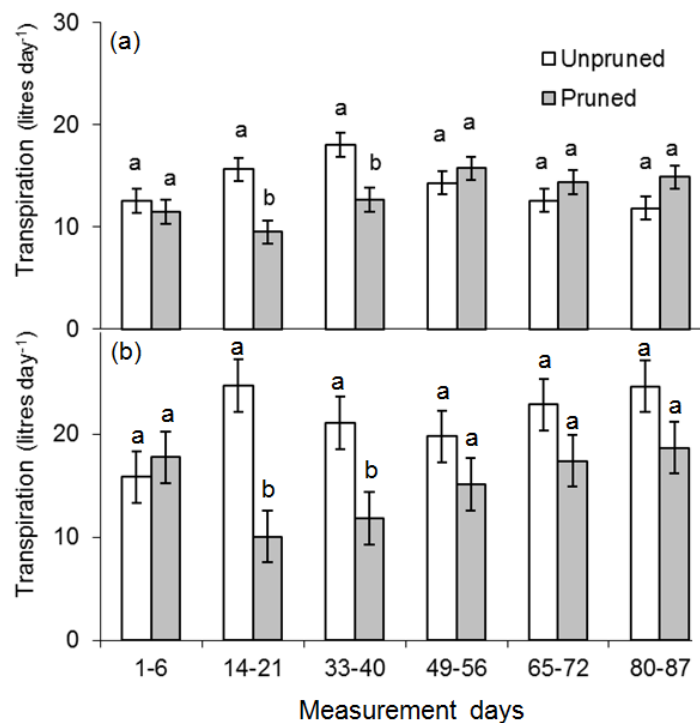 (a)
Unpruned
Pruned
Transpiration (litres day⁻¹)
30
20
10
0
a a a b a b a a a a a a
(b)
Transpiration (litres day⁻¹)
20
10
0
a a a b a b a a a a a a
1-6 14-21 33-40 49-56 65-72 80-87
Measurement days